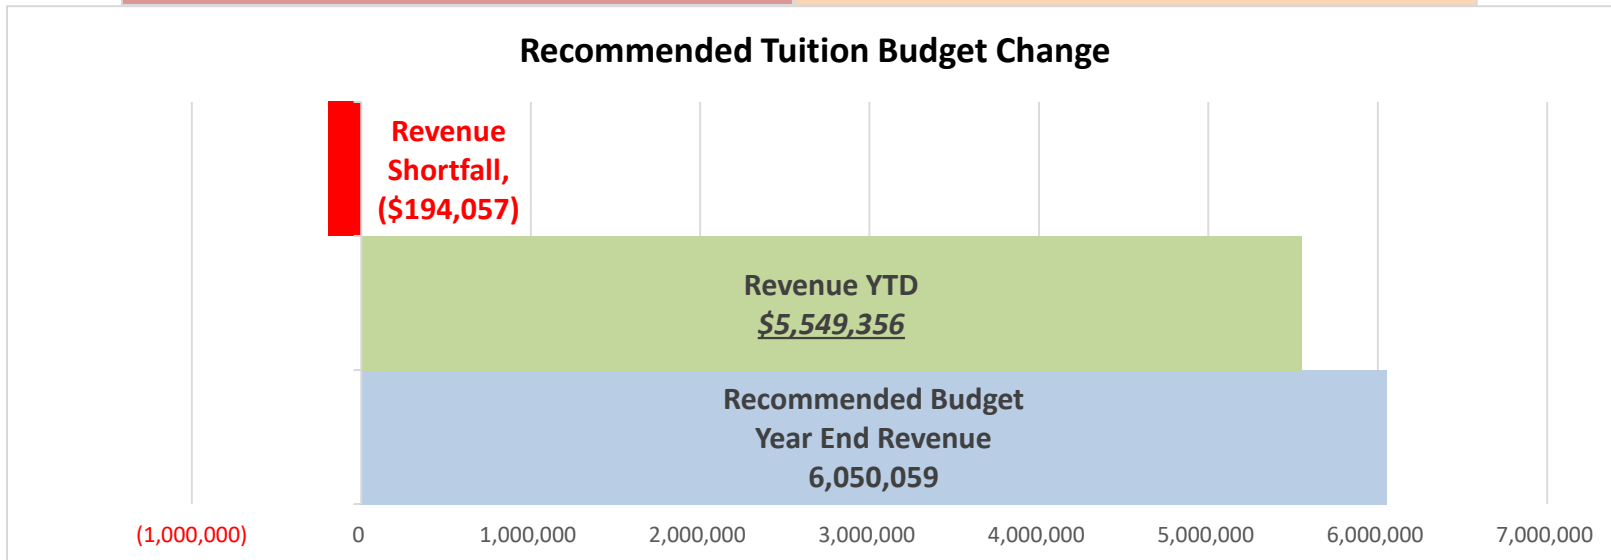 Recommended Tuition Budget Change
Revenue
Shortfall,
($194,057)
Revenue YTD
$5,549,356
Recommended Budget
Year End Revenue
6,050,059
(1,000,000) 0 1,000,000 2,000,000 3,000,000 4,000,000 5,000,000 6,000,000 7,000,000